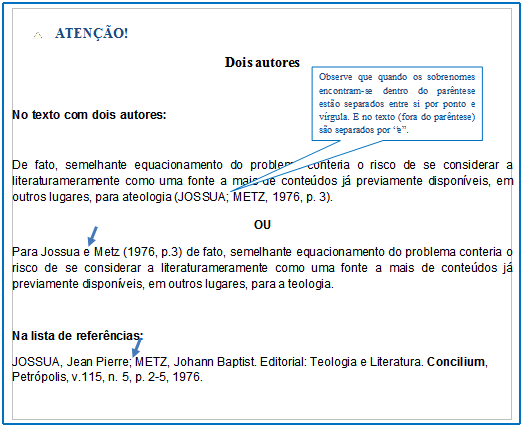 ATENÇÃO!
Dois autores
Observe que quando os sobrenomes
encontram-se dentro do parêntese
estão separados entre si por ponto e
vírgula. E no texto (fora do parêntese)
são separados por “e”.
No texto com dois autores:
De fato, semelhante equacionamento do problema conteria o risco de se considerar a
literaturameramente como uma fonte a mais de conteúdos já previamente disponíveis, em
outros lugares, para ateologia (JOSSUA; METZ, 1976, p. 3).
OU
Para Jossua e Metz (1976, p.3) de fato, semelhante equacionamento do problema conteria o
risco de se considerar a literaturameramente como uma fonte a mais de conteúdos já
previamente disponíveis, em outros lugares, para a teologia.
Na lista de referências:
JOSSUA, Jean Pierre; METZ, Johann Baptist. Editorial: Teologia e Literatura. Concilium,
Petrópolis, v.115, n. 5, p. 2-5, 1976.